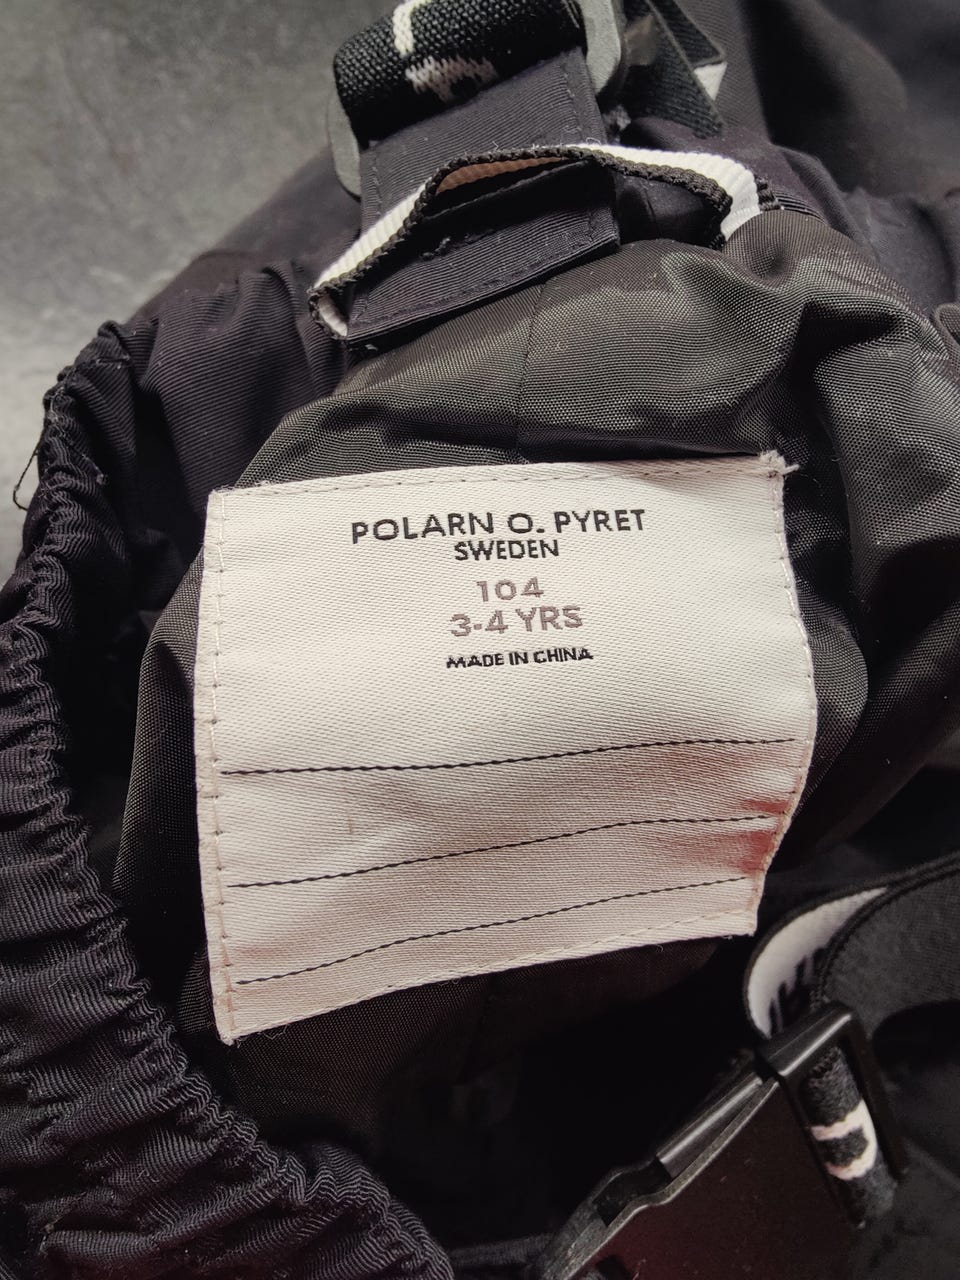 POLARN O. PYRET
SWEDEN
104
3-4 YRS
MADE IN CHINA